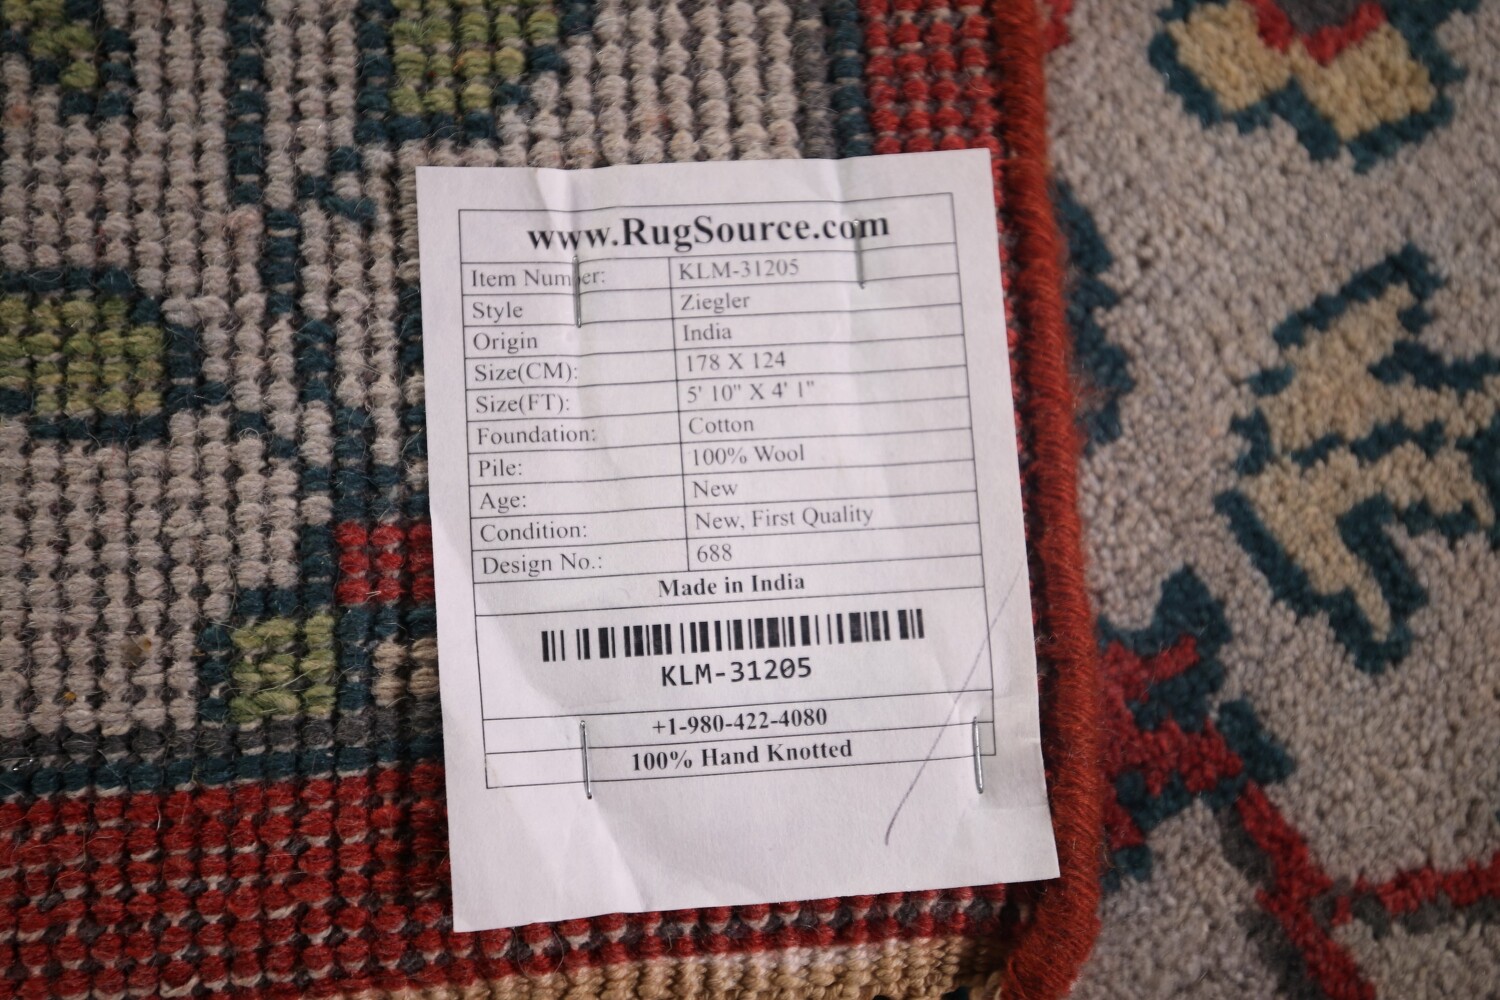 www.RugSource.com
Item Number: KLM-31205
Style Ziegler
Origin India
Size(CM): 178 X 124
Size(FT): 5' 10" X 4' 1"
Foundation: Cotton
Pile: 100% Wool
Age: New
Condition: New, First Quality
Design No.: 688
Made in India
KLM-31205
+1-980-422-4080
100% Hand Knotted